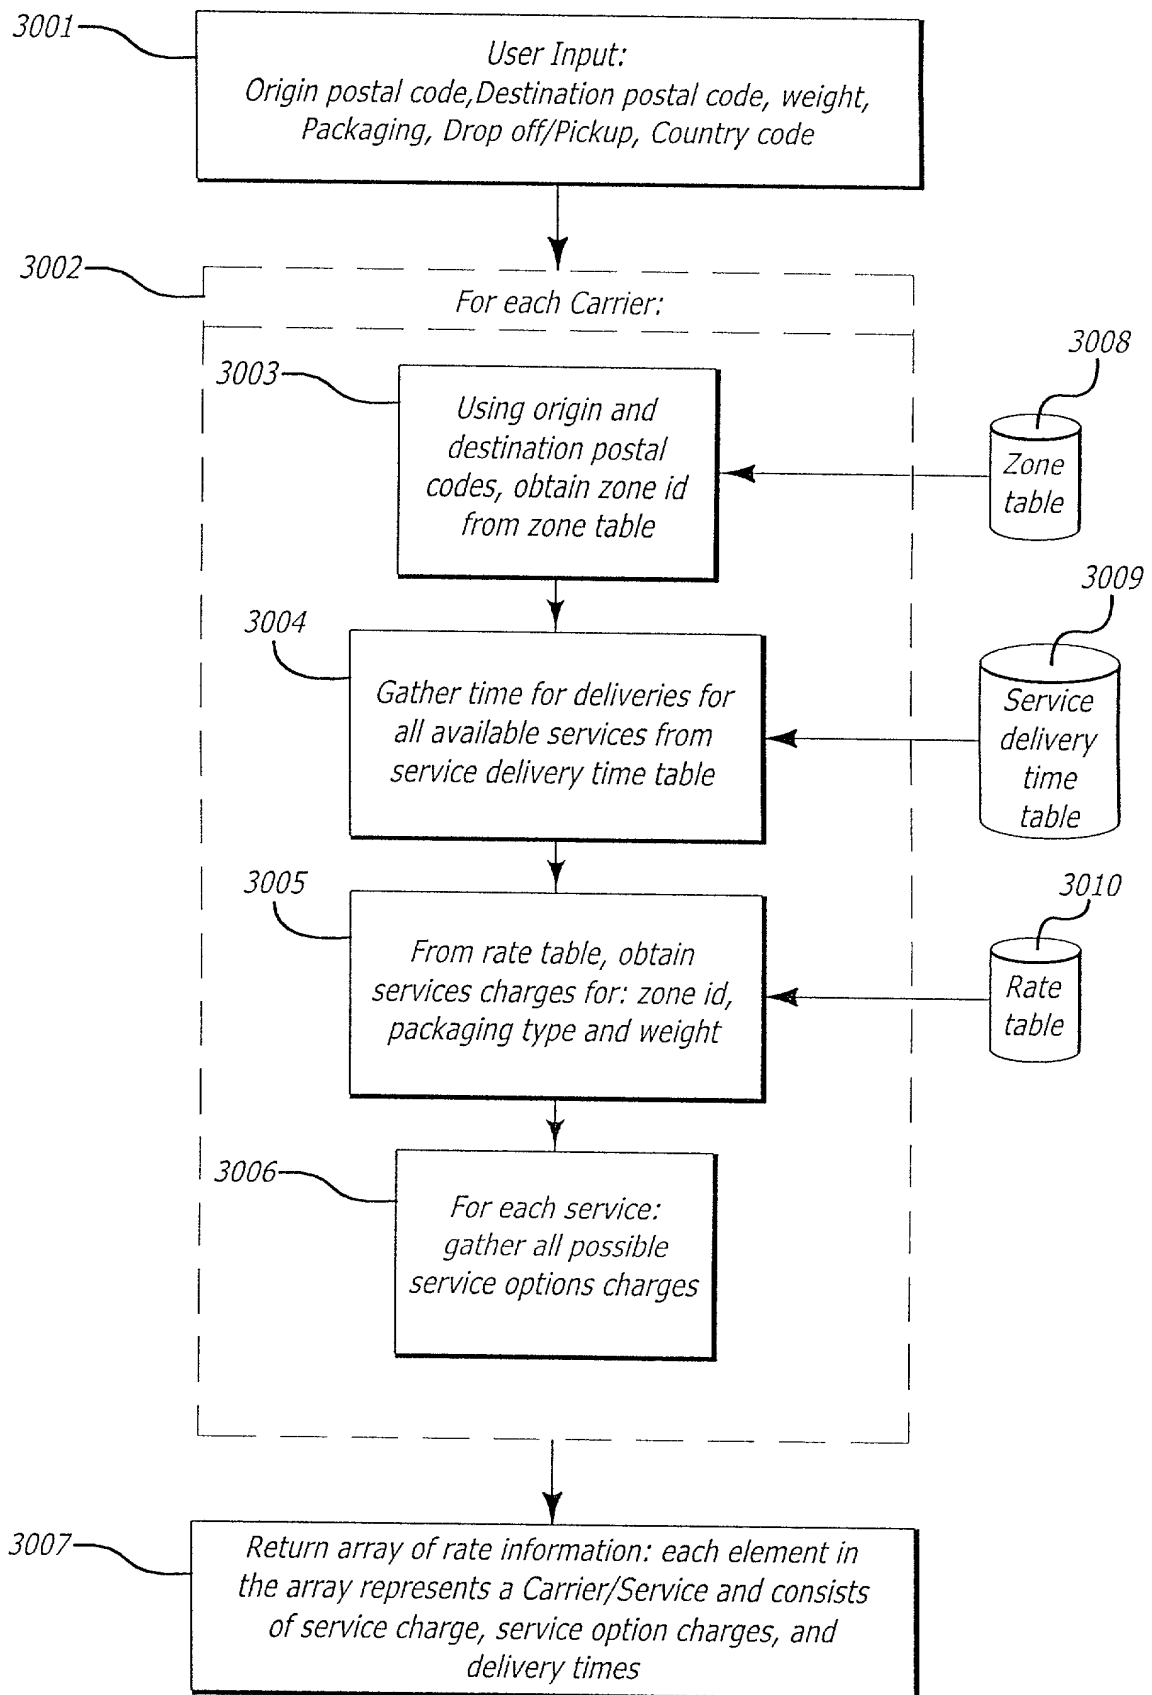 3001
User Input:
Origin postal code,Destination postal code, weight,
Packaging, Drop off/Pickup, Country code
3002
For each Carrier:
3003
Using origin and
destination postal
codes, obtain zone id
from zone table
3008
Zone
table
3004
Gather time for deliveries for
all available services from
service delivery time table
3009
Service
delivery
time
table
3005
From rate table, obtain
services charges for: zone id,
packaging type and weight
3010
Rate
table
3006
For each service:
gather all possible
service options charges
3007
Return array of rate information: each element in
the array represents a Carrier/Service and consists
of service charge, service option charges, and
delivery times